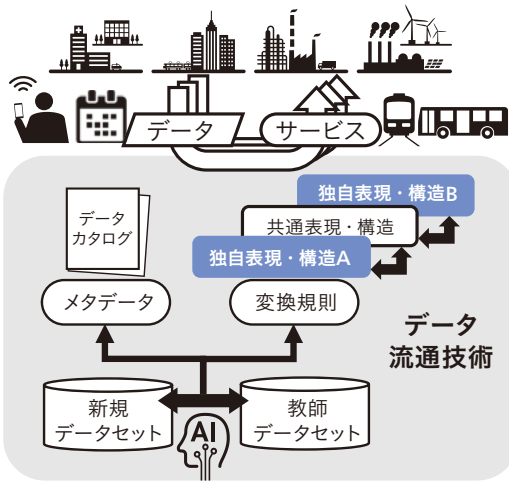 データ
サービス
独自表現・構造B
共通表現・構造
独自表現・構造A
データ
カタログ
メタデータ
変換規則
データ
流通技術
新規
データセット
AI
教師
データセット